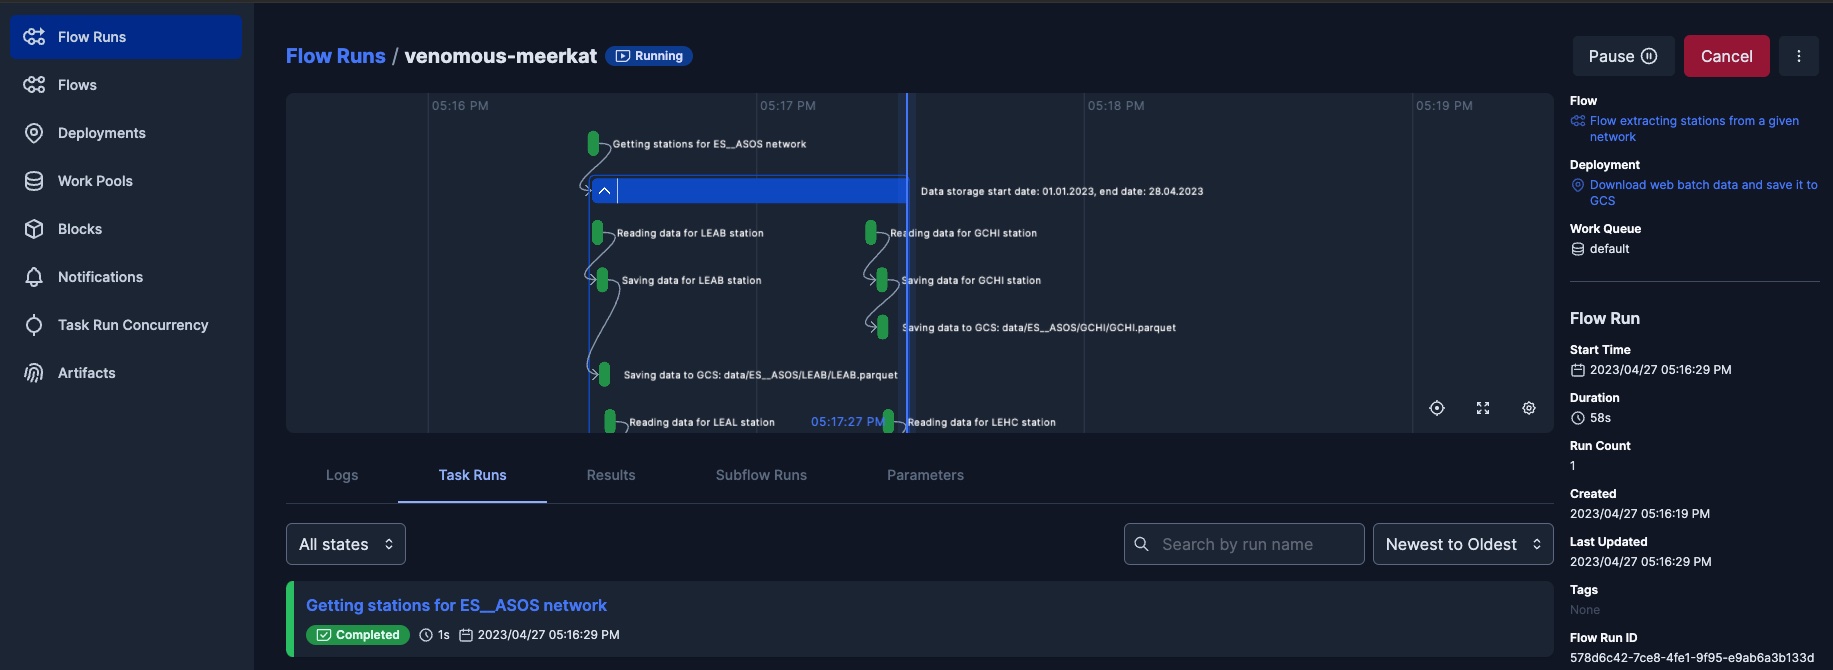 Flow Runs
Flows
Deployments
Work Pools
Blocks
Notifications
Task Run Concurrency
Artifacts
Flow Runs / venomous-meerkat Running
Pause Cancel
05:16 PM 05:17 PM 05:18 PM 05:19 PM
Getting stations for ES__ASOS network
Data storage start date: 01.01.2023, end date: 28.04.2023
Reading data for LEAB station Reading data for GCHI station
Saving data for LEAB station Saving data for GCHI station
Saving data to GCS: data/ES__ASOS/GCHI/GCHI.parquet
Saving data to GCS: data/ES__ASOS/LEAB/LEAB.parquet
Reading data for LEAL station 05:17:27 PM Reading data for LEHC station
Logs Task Runs Results Subflow Runs Parameters
All states Search by run name Newest to Oldest
Getting stations for ES__ASOS network
Completed 1s 2023/04/27 05:16:29 PM
Flow
Flow extracting stations from a given
network
Deployment
Download web batch data and save it to
GCS
Work Queue
default
Flow Run
Start Time
2023/04/27 05:16:29 PM
Duration
58s
Run Count
1
Created
2023/04/27 05:16:19 PM
Last Updated
2023/04/27 05:16:29 PM
Tags
None
Flow Run ID
578d6c42-7ce8-4fe1-9f95-e9ab6a3b133d